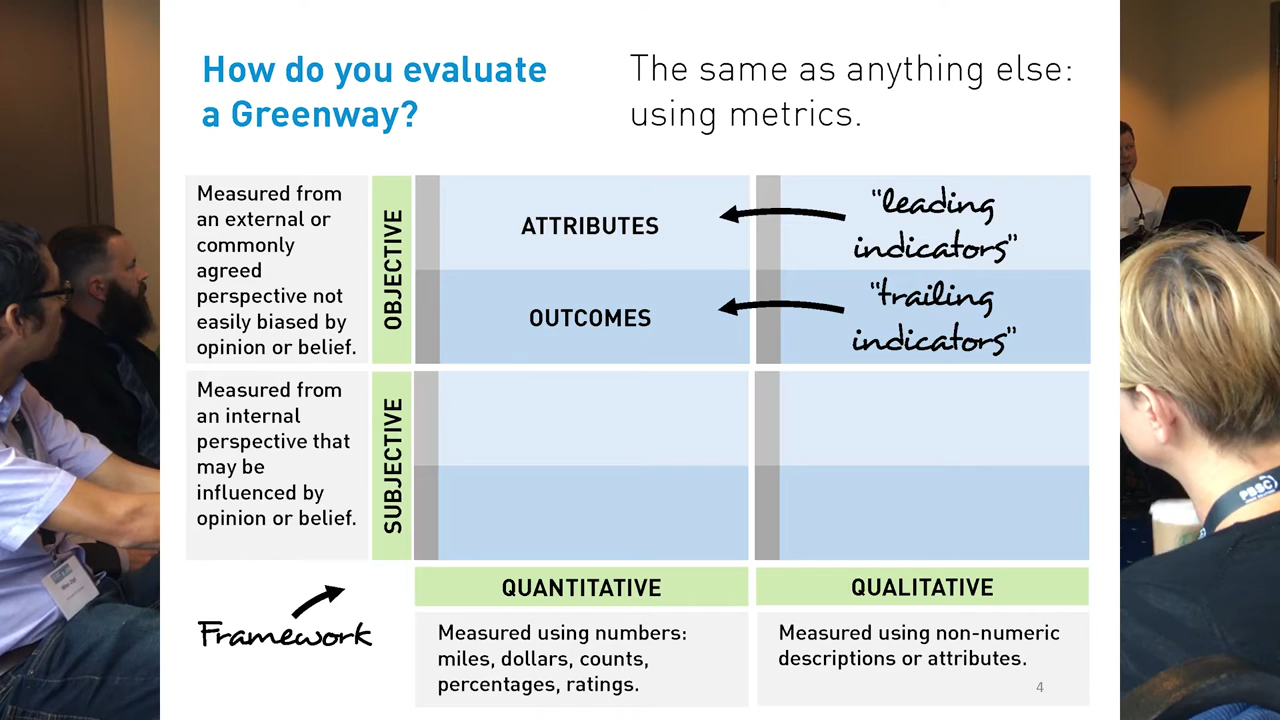 How do you evaluate
a Greenway?
The same as anything else:
using metrics.
Measured from
an external or
commonly
agreed
perspective not
easily biased by
opinion or belief.
OBJECTIVE
ATTRIBUTES
"leading
indicators"
OUTCOMES
"trailing
indicators"
Measured from
an internal
perspective that
may be
influenced by
opinion or belief.
SUBJECTIVE
QUANTITATIVE
QUALITATIVE
Framework
Measured using numbers:
miles, dollars, counts,
percentages, ratings.
Measured using non-numeric
descriptions or attributes.
4
PBSC